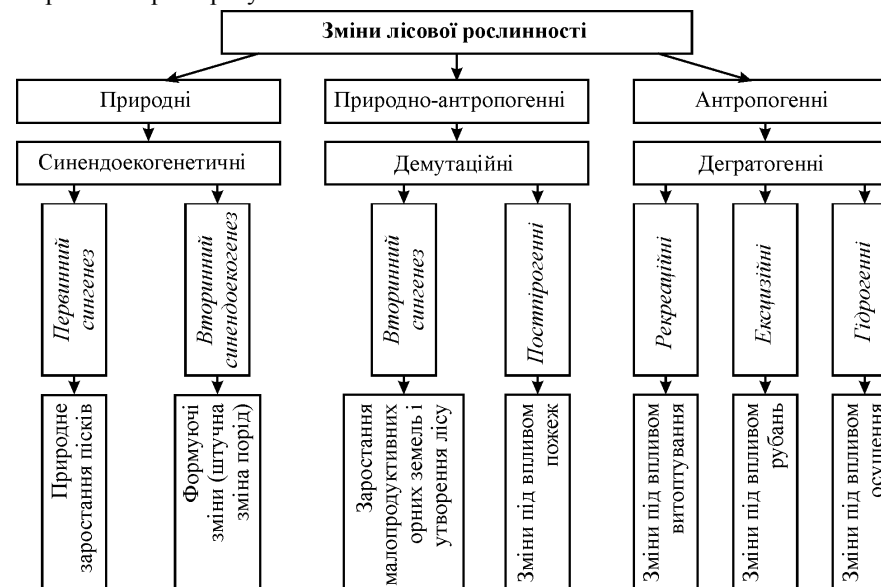 Зміни лісової рослинності
Природні
Природно-антропогенні
Антропогенні
Синендоекогенетичні
Демутаційні
Дегратогенні
Первинний
сингенез
Вторинний
синендоекогенез
Вторинний
сингенез
Постпірогенні
Рекреаційні
Ексцизійні
Гідрогенні
Природне
заростання пісків
Формуючі
зміни (штучна
зміна порід)
Заростання
малопродуктивних
орних земель і
утворення лісу
Зміни під впливом
пожеж
Зміни під впливом
витоптування
Зміни під впливом
рубань
Зміни під впливом
осушення